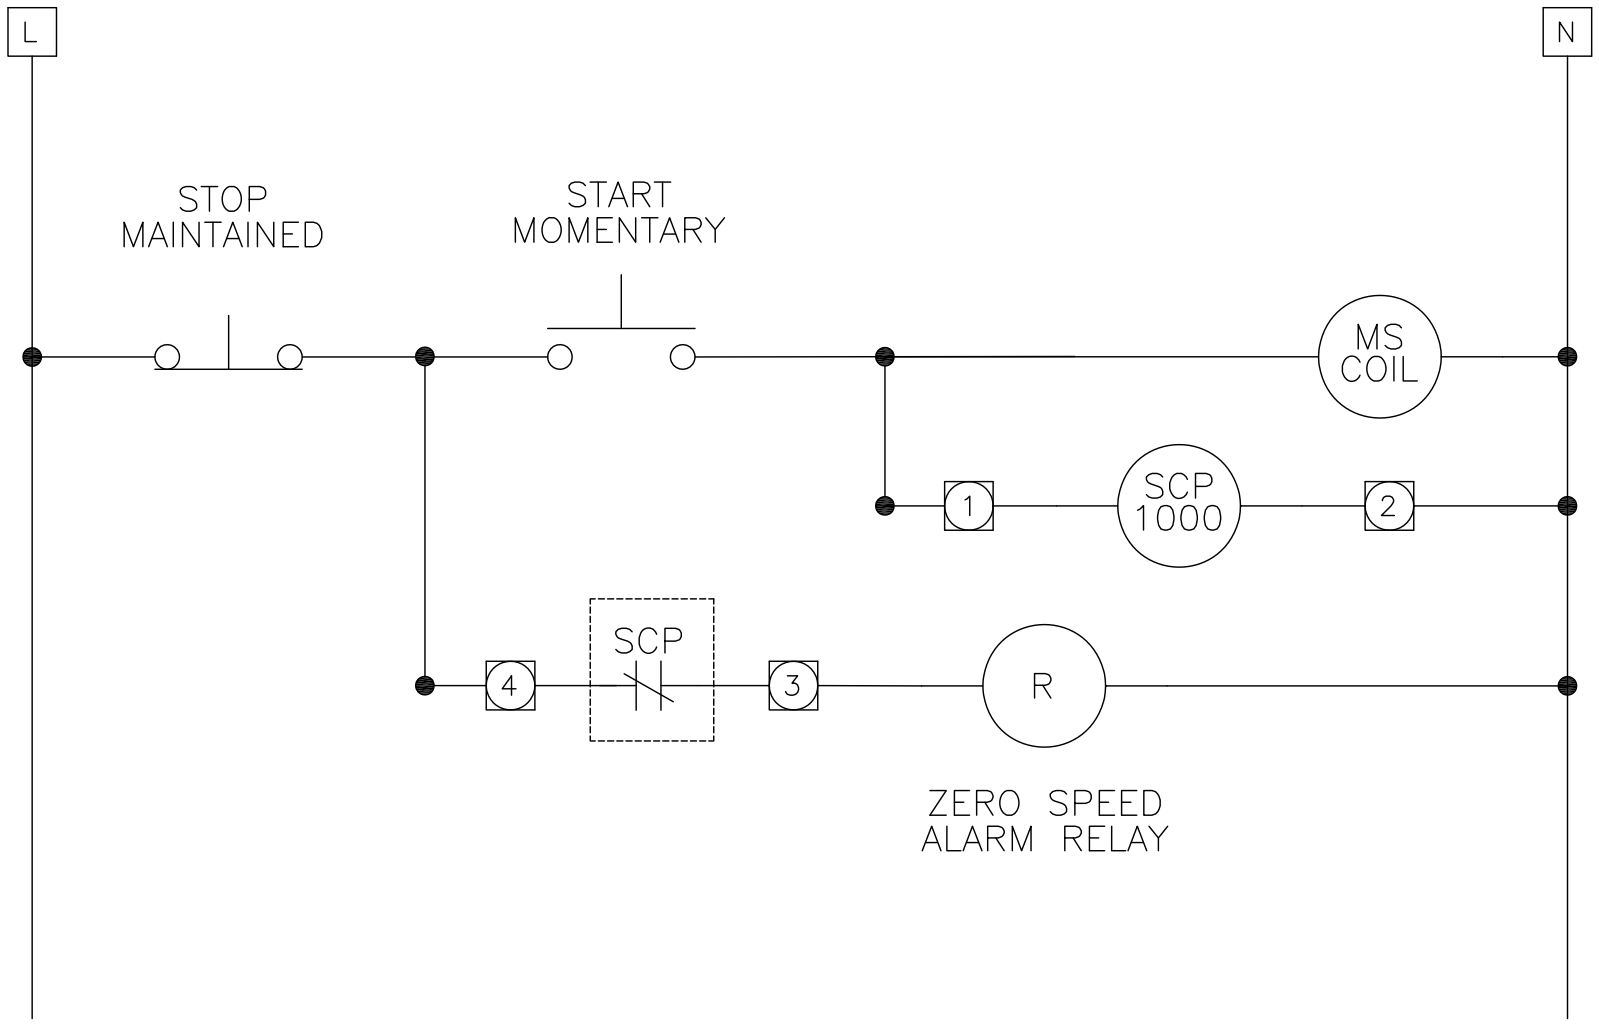 L
N
STOP
MAINTAINED
START
MOMENTARY
MS
COIL
1
SCP
1000
2
SCP
4
3
R
ZERO SPEED
ALARM RELAY